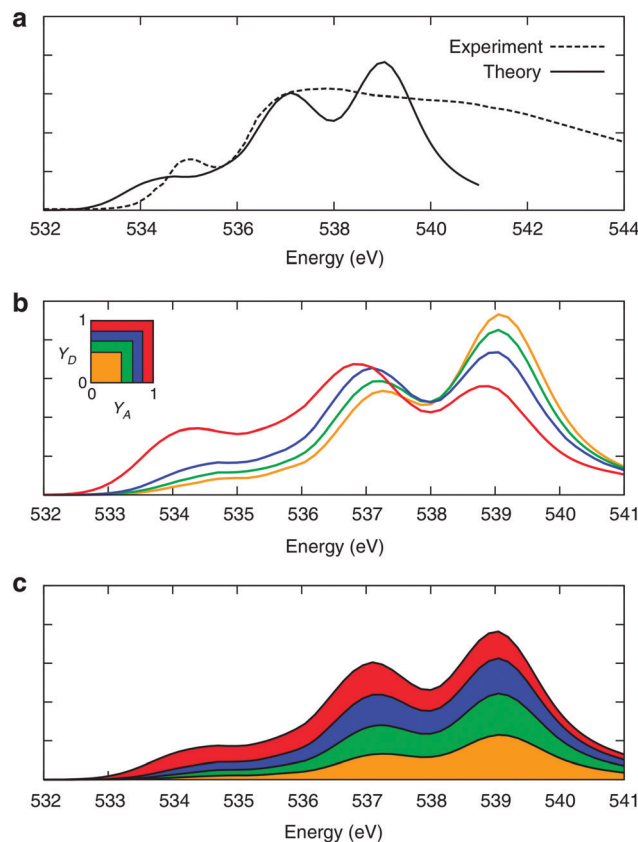 a
Experiment
Theory
532 534 536 538 540 542 544
Energy (eV)
b
1
Y_D
0
0 1
Y_A
532 533 534 535 536 537 538 539 540 541
Energy (eV)
c
532 533 534 535 536 537 538 539 540 541
Energy (eV)